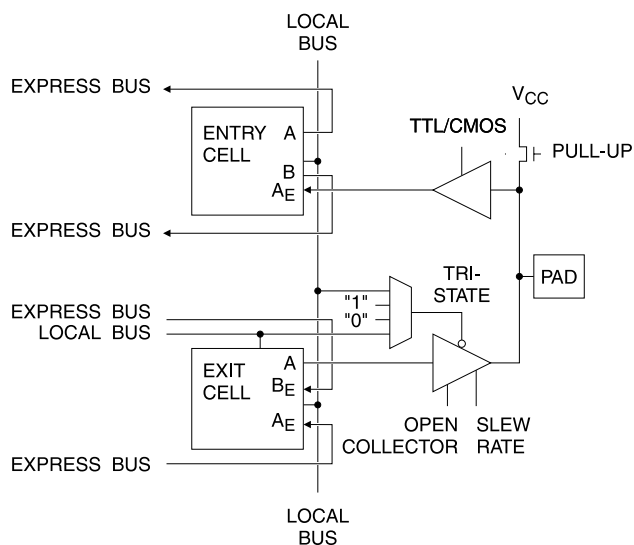 LOCAL
BUS
EXPRESS BUS
VCC
TTL/CMOS
ENTRY
CELL
A
B
AE
PULL-UP
EXPRESS BUS
PAD
TRI-
STATE
"1"
"0"
EXPRESS BUS
LOCAL BUS
EXIT
CELL
A
BE
AE
OPEN
COLLECTOR
SLEW
RATE
EXPRESS BUS
LOCAL
BUS